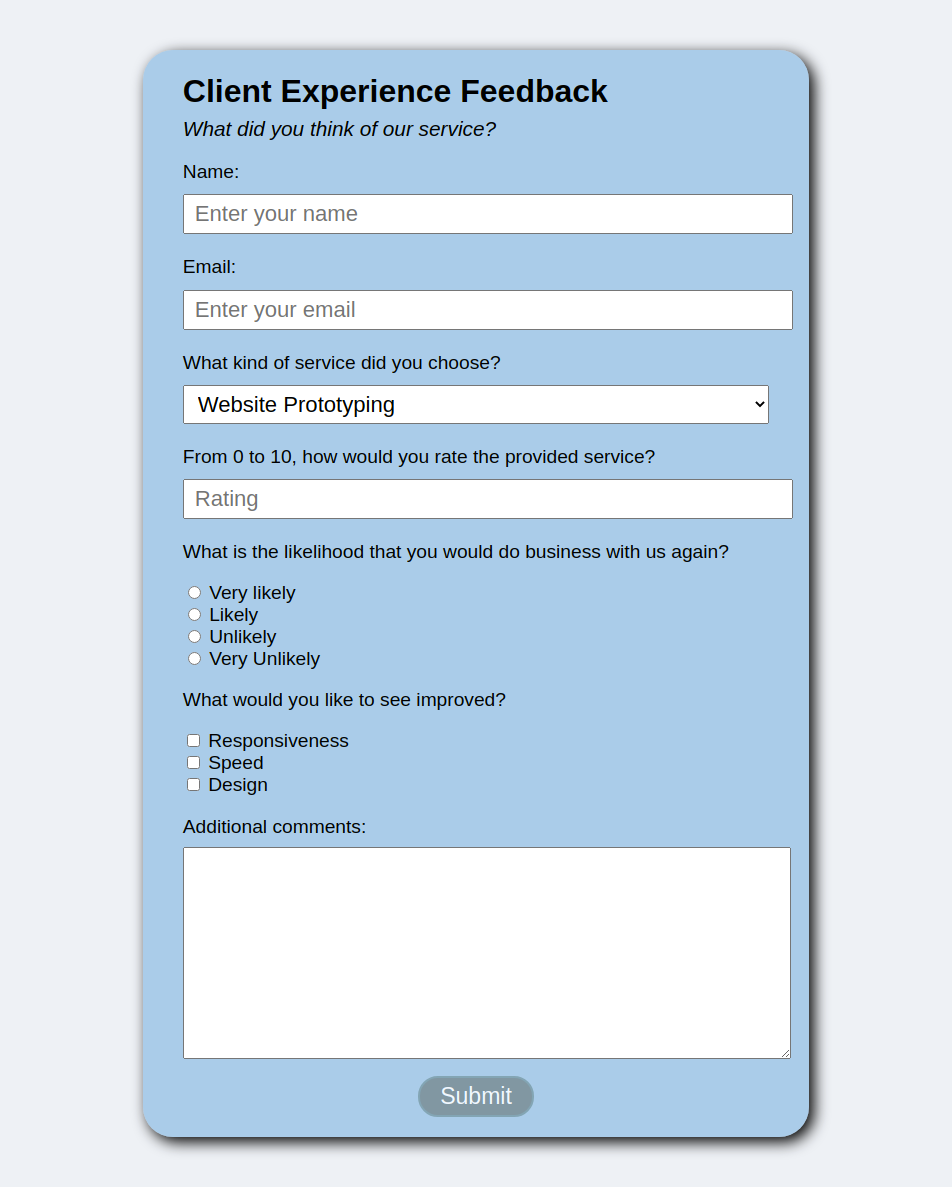 Client Experience Feedback
What did you think of our service?
Name:
Enter your name
Email:
Enter your email
What kind of service did you choose?
Website Prototyping
From 0 to 10, how would you rate the provided service?
Rating
What is the likelihood that you would do business with us again?
Very likely
Likely
Unlikely
Very Unlikely
What would you like to see improved?
Responsiveness
Speed
Design
Additional comments:
Submit